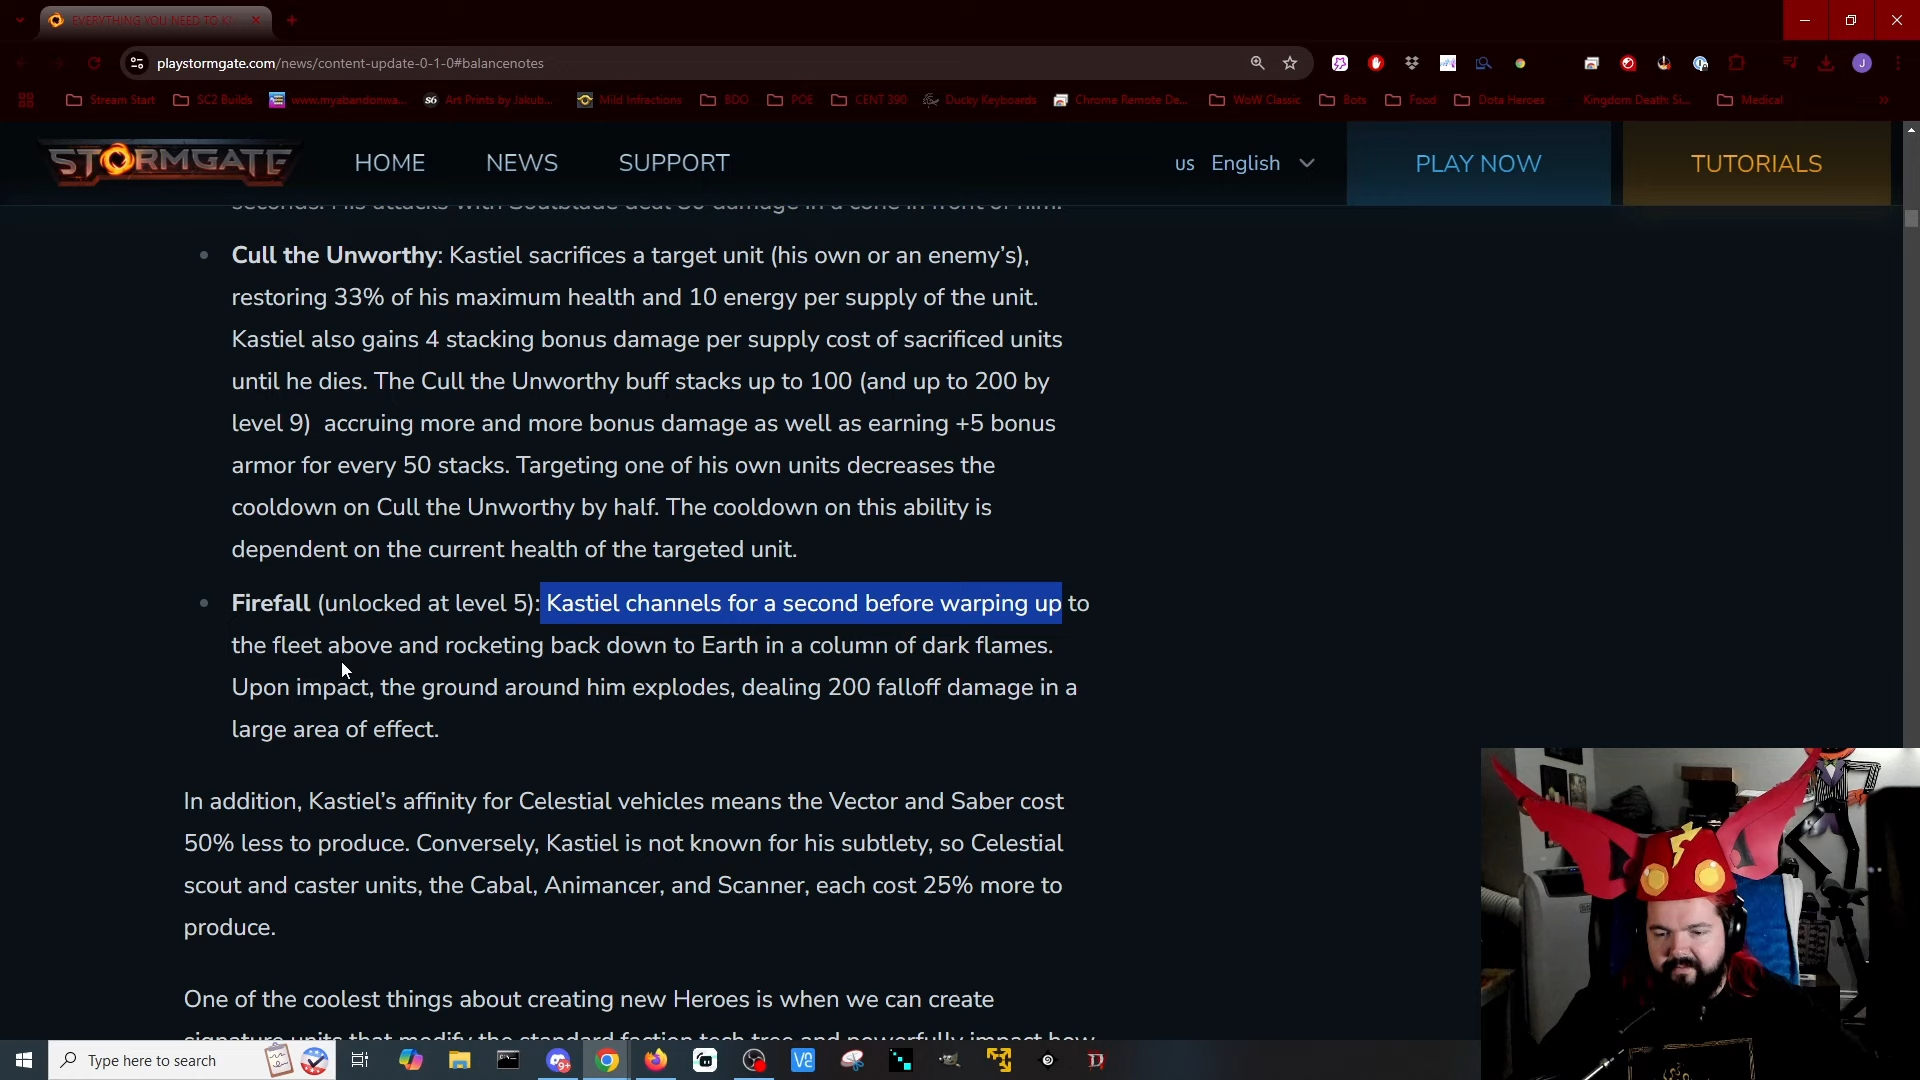 EVERYTHING YOU NEED TO K
playstormgate.com/news/content-update-0-1-0#balancenotes
Stream Start
SC2 Builds
www.myabandonwa...
Art Prints by Jakub...
Mild Infractions
BDO
POE
CENT 390
Ducky Keyboards
Chrome Remote De...
WoW Classic
Bots
Food
Dota Heroes
Kingdom Death: Si...
Medical
STORMGATE
HOME
NEWS
SUPPORT
us English
PLAY NOW
TUTORIALS
seconds. His attacks with Soulblade deal 80 damage in a cone in front of him.
Cull the Unworthy: Kastiel sacrifices a target unit (his own or an enemy’s),
restoring 33% of his maximum health and 10 energy per supply of the unit.
Kastiel also gains 4 stacking bonus damage per supply cost of sacrificed units
until he dies. The Cull the Unworthy buff stacks up to 100 (and up to 200 by
level 9)  accruing more and more bonus damage as well as earning +5 bonus
armor for every 50 stacks. Targeting one of his own units decreases the
cooldown on Cull the Unworthy by half. The cooldown on this ability is
dependent on the current health of the targeted unit.
Firefall (unlocked at level 5): Kastiel channels for a second before warping up to
the fleet above and rocketing back down to Earth in a column of dark flames.
Upon impact, the ground around him explodes, dealing 200 falloff damage in a
large area of effect.
In addition, Kastiel’s affinity for Celestial vehicles means the Vector and Saber cost
50% less to produce. Conversely, Kastiel is not known for his subtlety, so Celestial
scout and caster units, the Cabal, Animancer, and Scanner, each cost 25% more to
produce.
One of the coolest things about creating new Heroes is when we can create
signature units that modify the standard faction tech tree and powerfully impact how
Type here to search